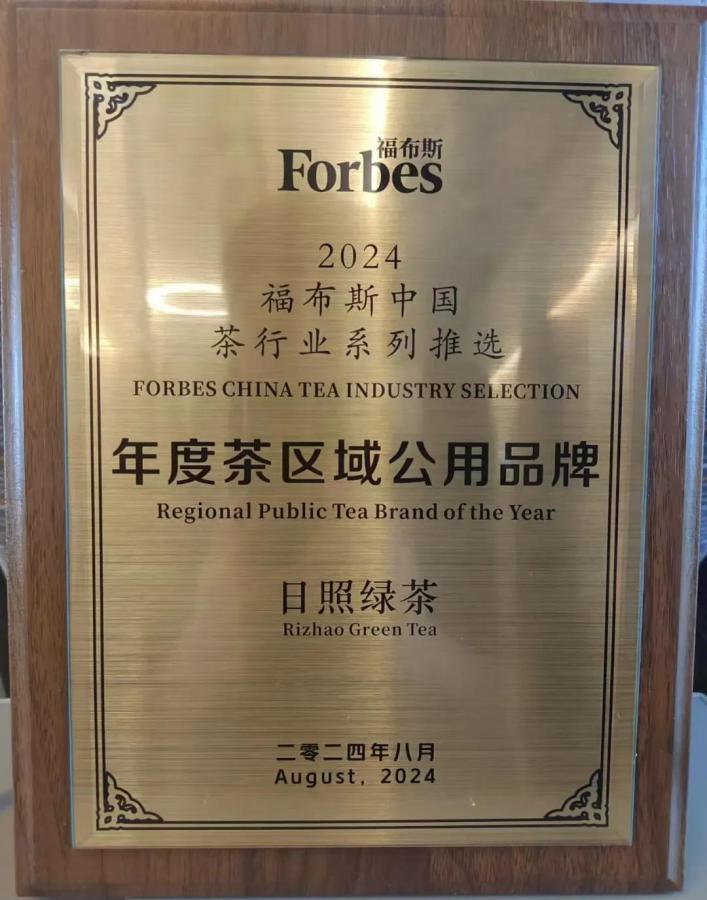 福布斯
Forbes
2024
福布斯中国
茶行业系列推选
FORBES CHINA TEA INDUSTRY SELECTION
年度茶区域公用品牌
Regional Public Tea Brand of the Year
日照绿茶
Rizhao Green Tea
二零二四年八月
August, 2024